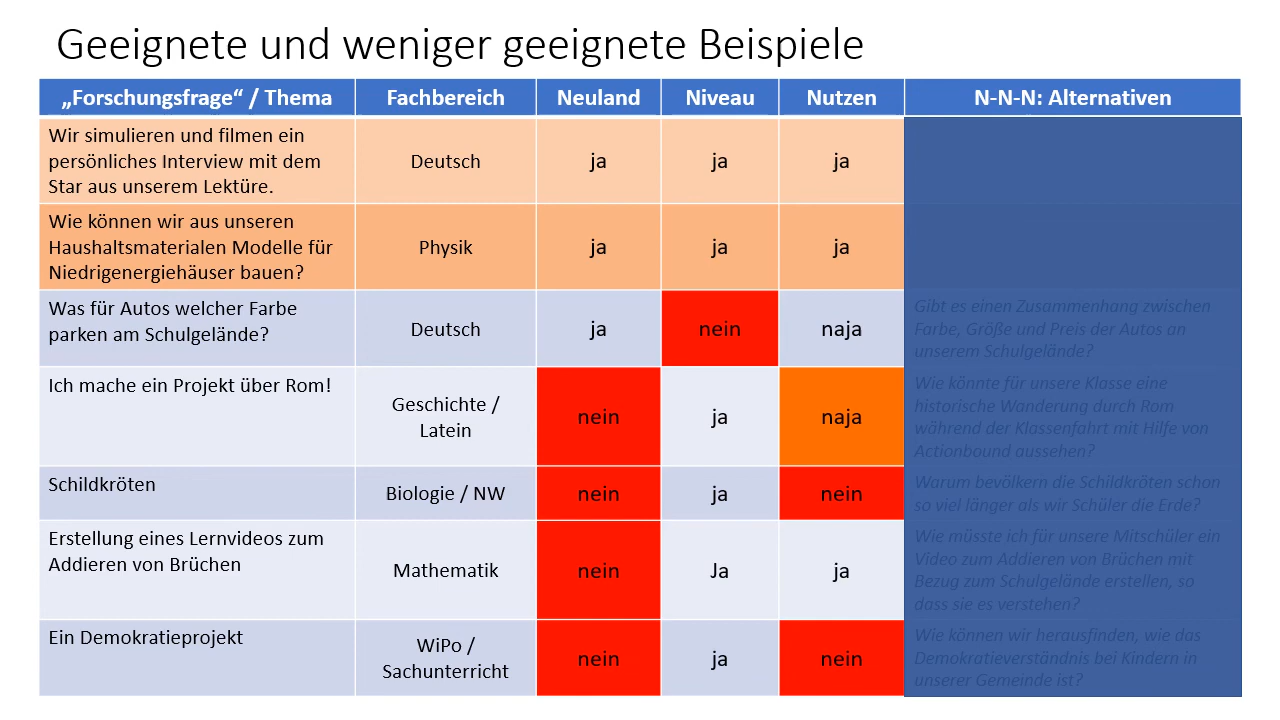 Geeignete und weniger geeignete Beispiele
„Forschungsfrage“ / Thema
Fachbereich
Neuland
Niveau
Nutzen
N-N-N: Alternativen
Wir simulieren und filmen ein
persönliches Interview mit dem
Star aus unserem Lektüre.
Deutsch
ja
ja
ja
Wie können wir aus unseren
Haushaltsmaterialen Modelle für
Niedrigenergiehäuser bauen?
Physik
ja
ja
ja
Was für Autos welcher Farbe
parken am Schulgelände?
Deutsch
ja
nein
naja
Gibt es einen Zusammenhang zwischen
Farbe, Größe und Preis der Autos an
unserem Schulgelände?
Ich mache ein Projekt über Rom!
Geschichte /
Latein
nein
ja
naja
Wie könnte für unsere Klasse eine
historische Wanderung durch Rom
während der Klassenfahrt mit Hilfe von
Actionbound aussehen?
Schildkröten
Biologie / NW
nein
ja
nein
Warum bevölkern die Schildkröten schon
so viel länger als wir Schüler die Erde?
Erstellung eines Lernvideos zum
Addieren von Brüchen
Mathematik
nein
Ja
ja
Wie müsste ich für unsere Mitschüler ein
Video zum Addieren von Brüchen mit
Bezug zum Schulgelände erstellen, so
dass sie es verstehen?
Ein Demokratieprojekt
WiPo /
Sachunterricht
nein
ja
nein
Wie können wir herausfinden, wie das
Demokratieverständnis bei Kindern in
unserer Gemeinde ist?